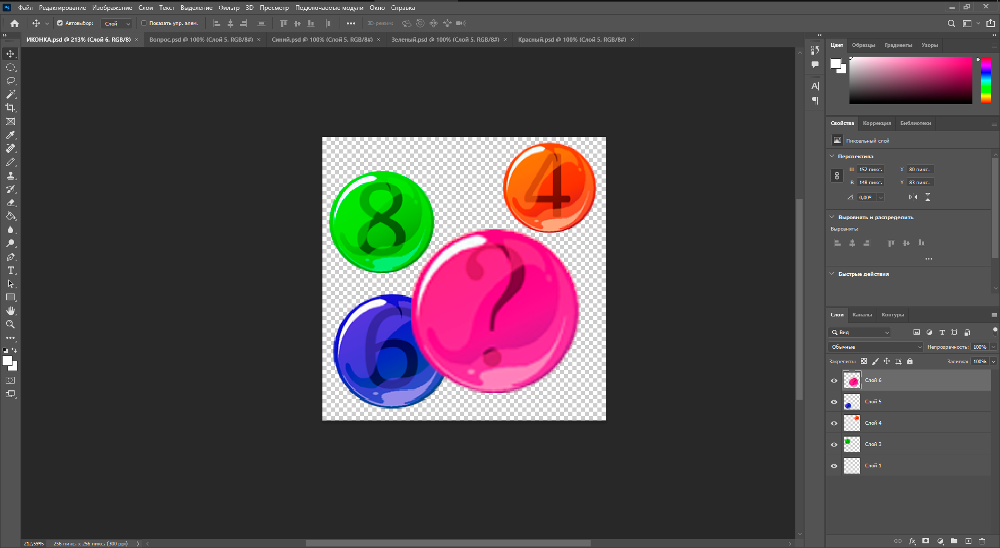 Ps Файл Редактирование Изображение Слои Текст Выделение Фильтр 3D Просмотр Подключаемые модули Окно Справка
Автовыбор: Слой Показать упр. элем. 3D-режим:
ИКОНКА.psd @ 213% (Слой 6, RGB/8) Вопрос.psd @ 100% (Слой 5, RGB/8#) Синий.psd @ 100% (Слой 5, RGB/8#) Зеленый.psd @ 100% (Слой 5, RGB/8#) Красный.psd @ 100% (Слой 5, RGB/8#)
Цвет Образцы Градиенты Узоры
Свойства Коррекция Библиотеки
Пиксельный слой
Перспектива
Ш 152 пикс. X 80 пикс.
В 148 пикс. Y 83 пикс.
0,00°
Выровнять и распределить
Выровнять:
Быстрые действия
4
8
?
6
Слои Каналы Контуры
Вид
Обычные Непрозрачность: 100%
Закрепить: Заливка: 100%
Слой 6
Слой 5
Слой 4
Слой 3
Слой 1
212,59% 256 пикс. x 256 пикс. (300 ppi)